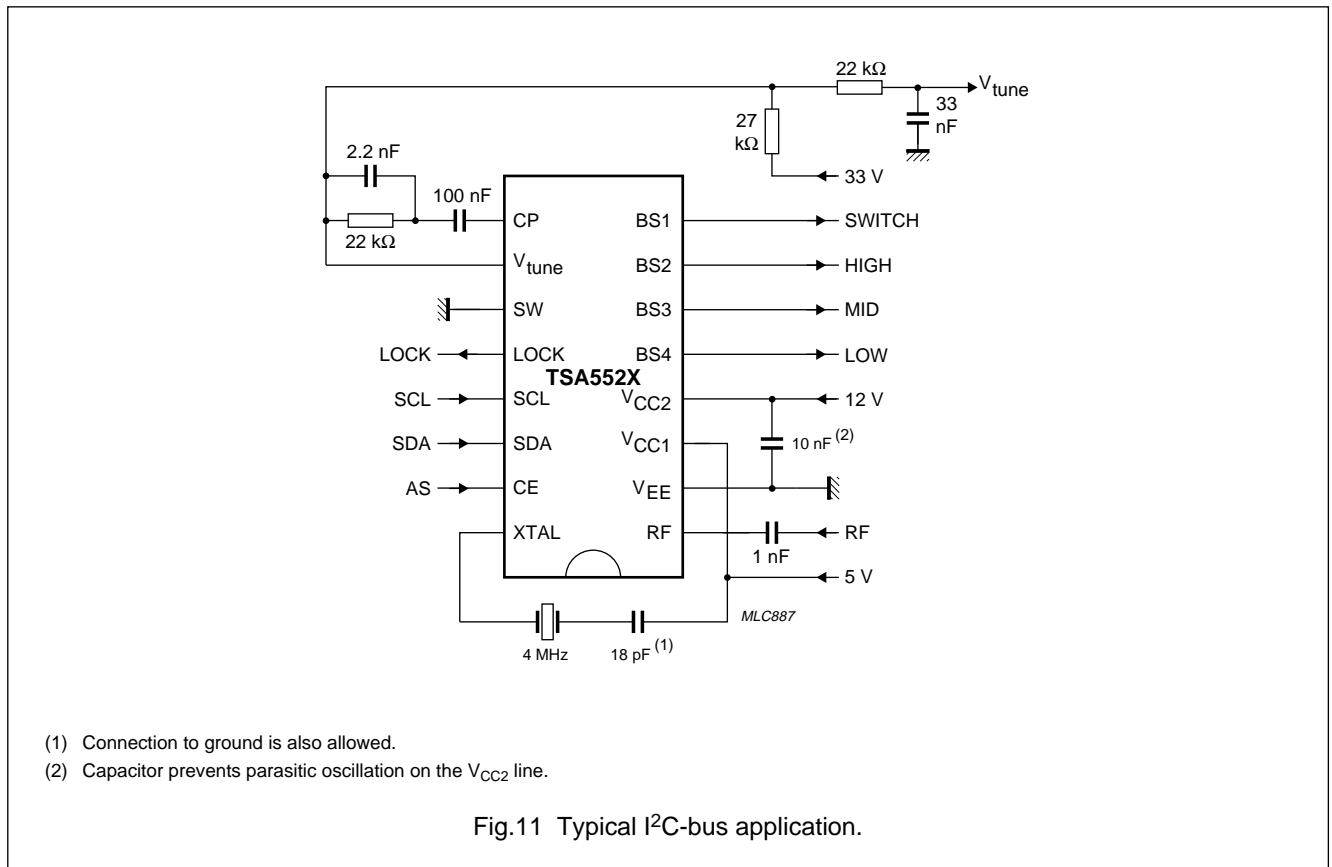 22 kΩ
V_tune
33 nF
27 kΩ
33 V
2.2 nF
100 nF
22 kΩ
CP
BS1
SWITCH
V_tune
BS2
HIGH
SW
BS3
MID
LOCK
LOCK
BS4
LOW
TSA552X
SCL
SCL
V_CC2
12 V
SDA
SDA
V_CC1
10 nF (2)
AS
CE
V_EE
XTAL
RF
RF
1 nF
5 V
MLC887
4 MHz
18 pF (1)
(1) Connection to ground is also allowed.
(2) Capacitor prevents parasitic oscillation on the V_CC2 line.
Fig.11 Typical I²C-bus application.